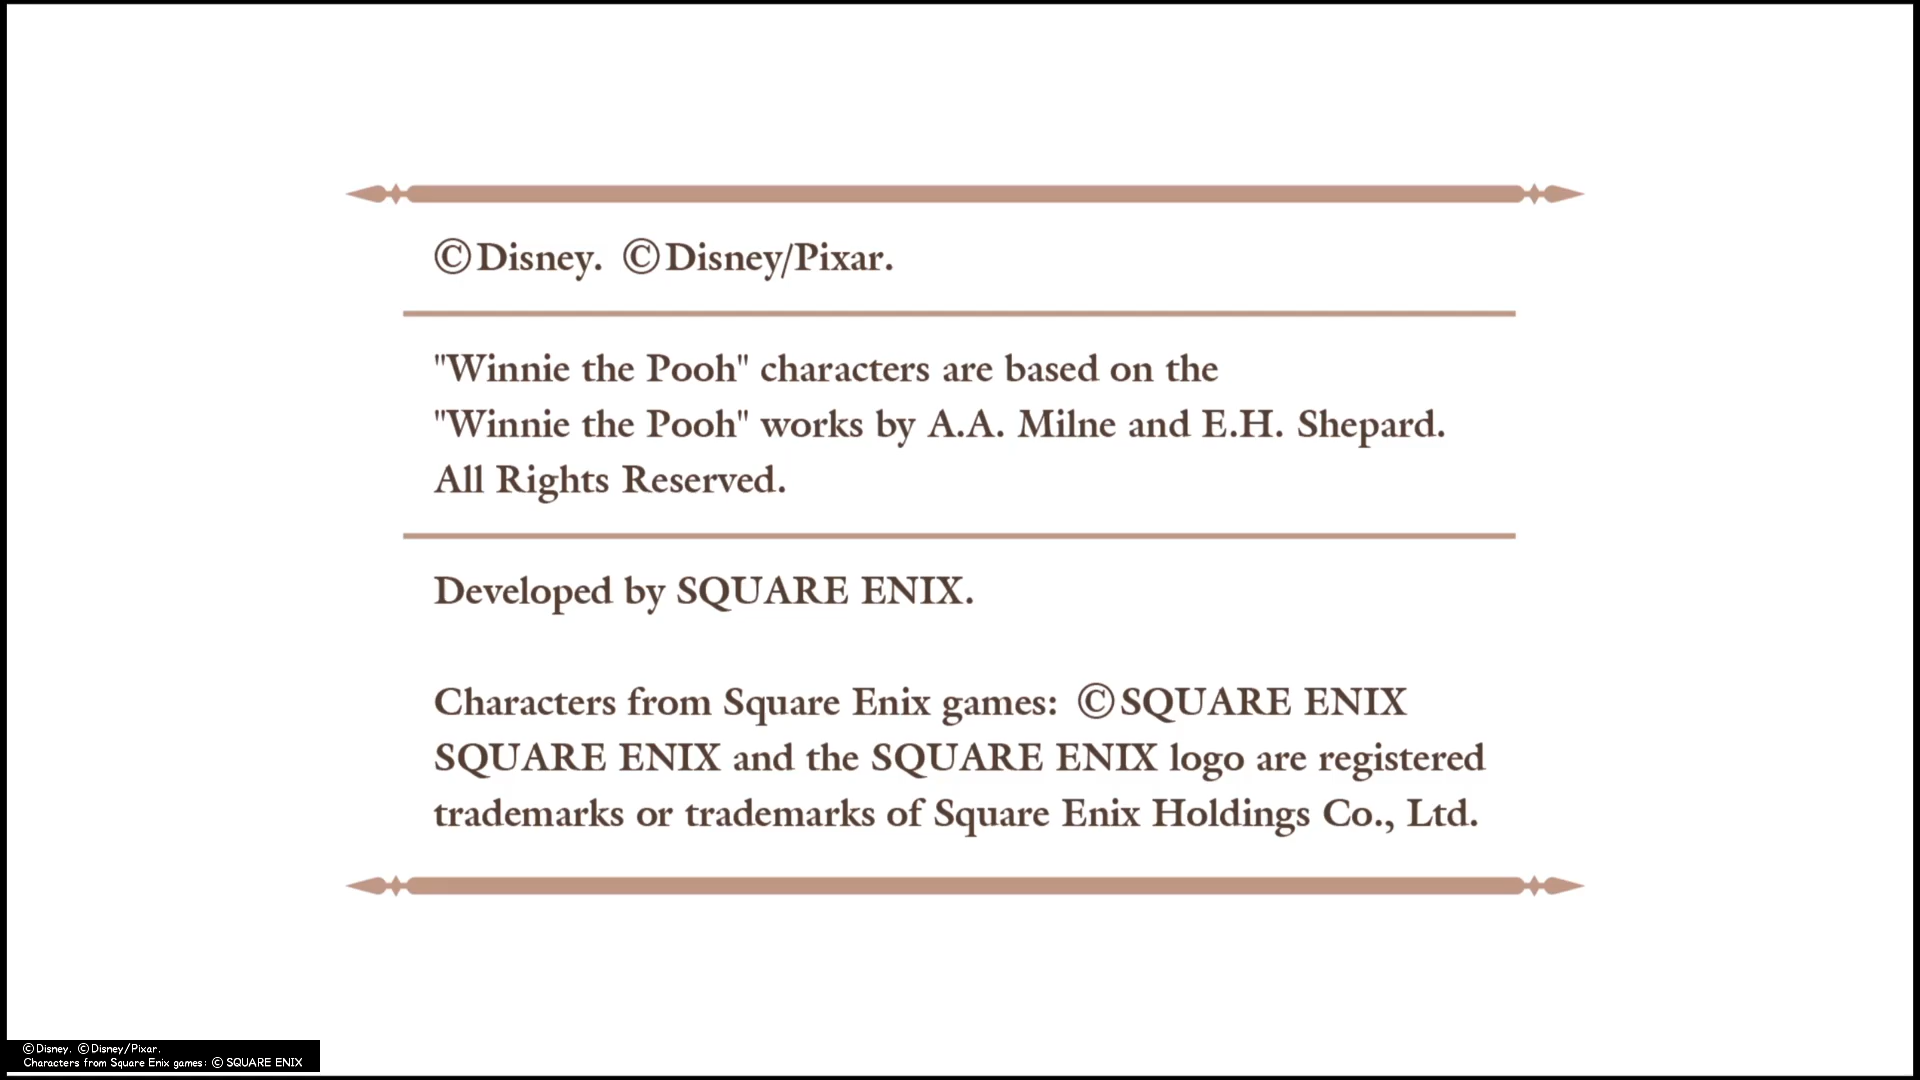 ©Disney. ©Disney/Pixar.
"Winnie the Pooh" characters are based on the
"Winnie the Pooh" works by A.A. Milne and E.H. Shepard.
All Rights Reserved.
Developed by SQUARE ENIX.
Characters from Square Enix games: ©SQUARE ENIX
SQUARE ENIX and the SQUARE ENIX logo are registered
trademarks or trademarks of Square Enix Holdings Co., Ltd.
©Disney. ©Disney/Pixar.
Characters from Square Enix games: © SQUARE ENIX